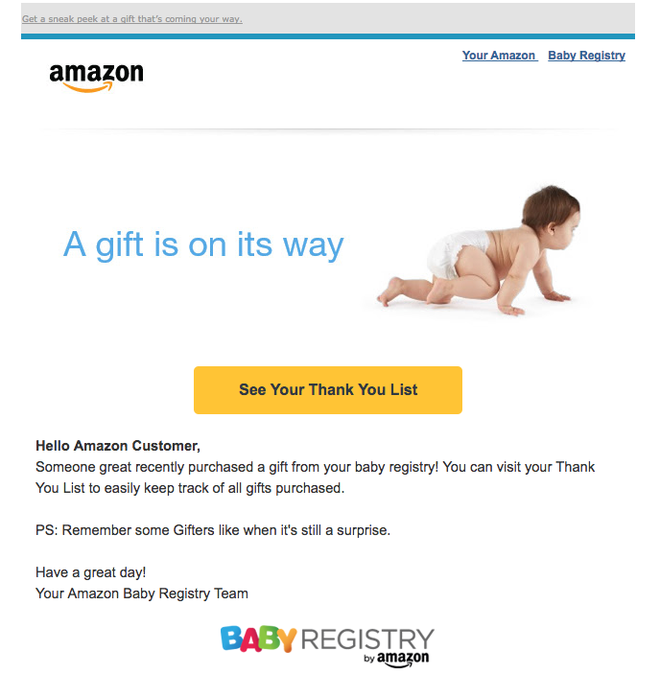 Get a sneak peek at a gift that's coming your way.
Your Amazon Baby Registry
amazon
A gift is on its way
See Your Thank You List
Hello Amazon Customer,
Someone great recently purchased a gift from your baby registry! You can visit your Thank
You List to easily keep track of all gifts purchased.
PS: Remember some Gifters like when it's still a surprise.
Have a great day!
Your Amazon Baby Registry Team
BABY REGISTRY
by amazon